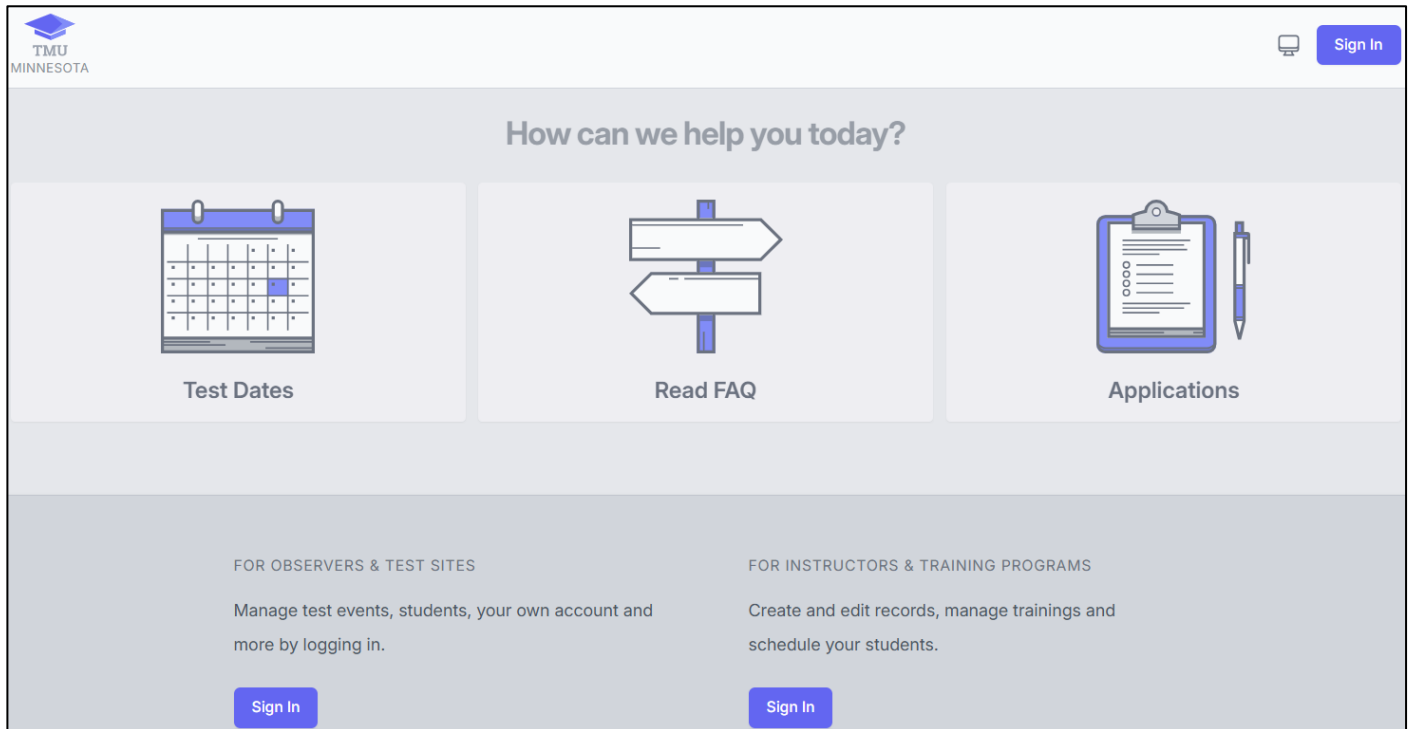 TMU
MINNESOTA
Sign In
How can we help you today?
Test Dates
Read FAQ
Applications
FOR OBSERVERS & TEST SITES
Manage test events, students, your own account and
more by logging in.
Sign In
FOR INSTRUCTORS & TRAINING PROGRAMS
Create and edit records, manage trainings and
schedule your students.
Sign In